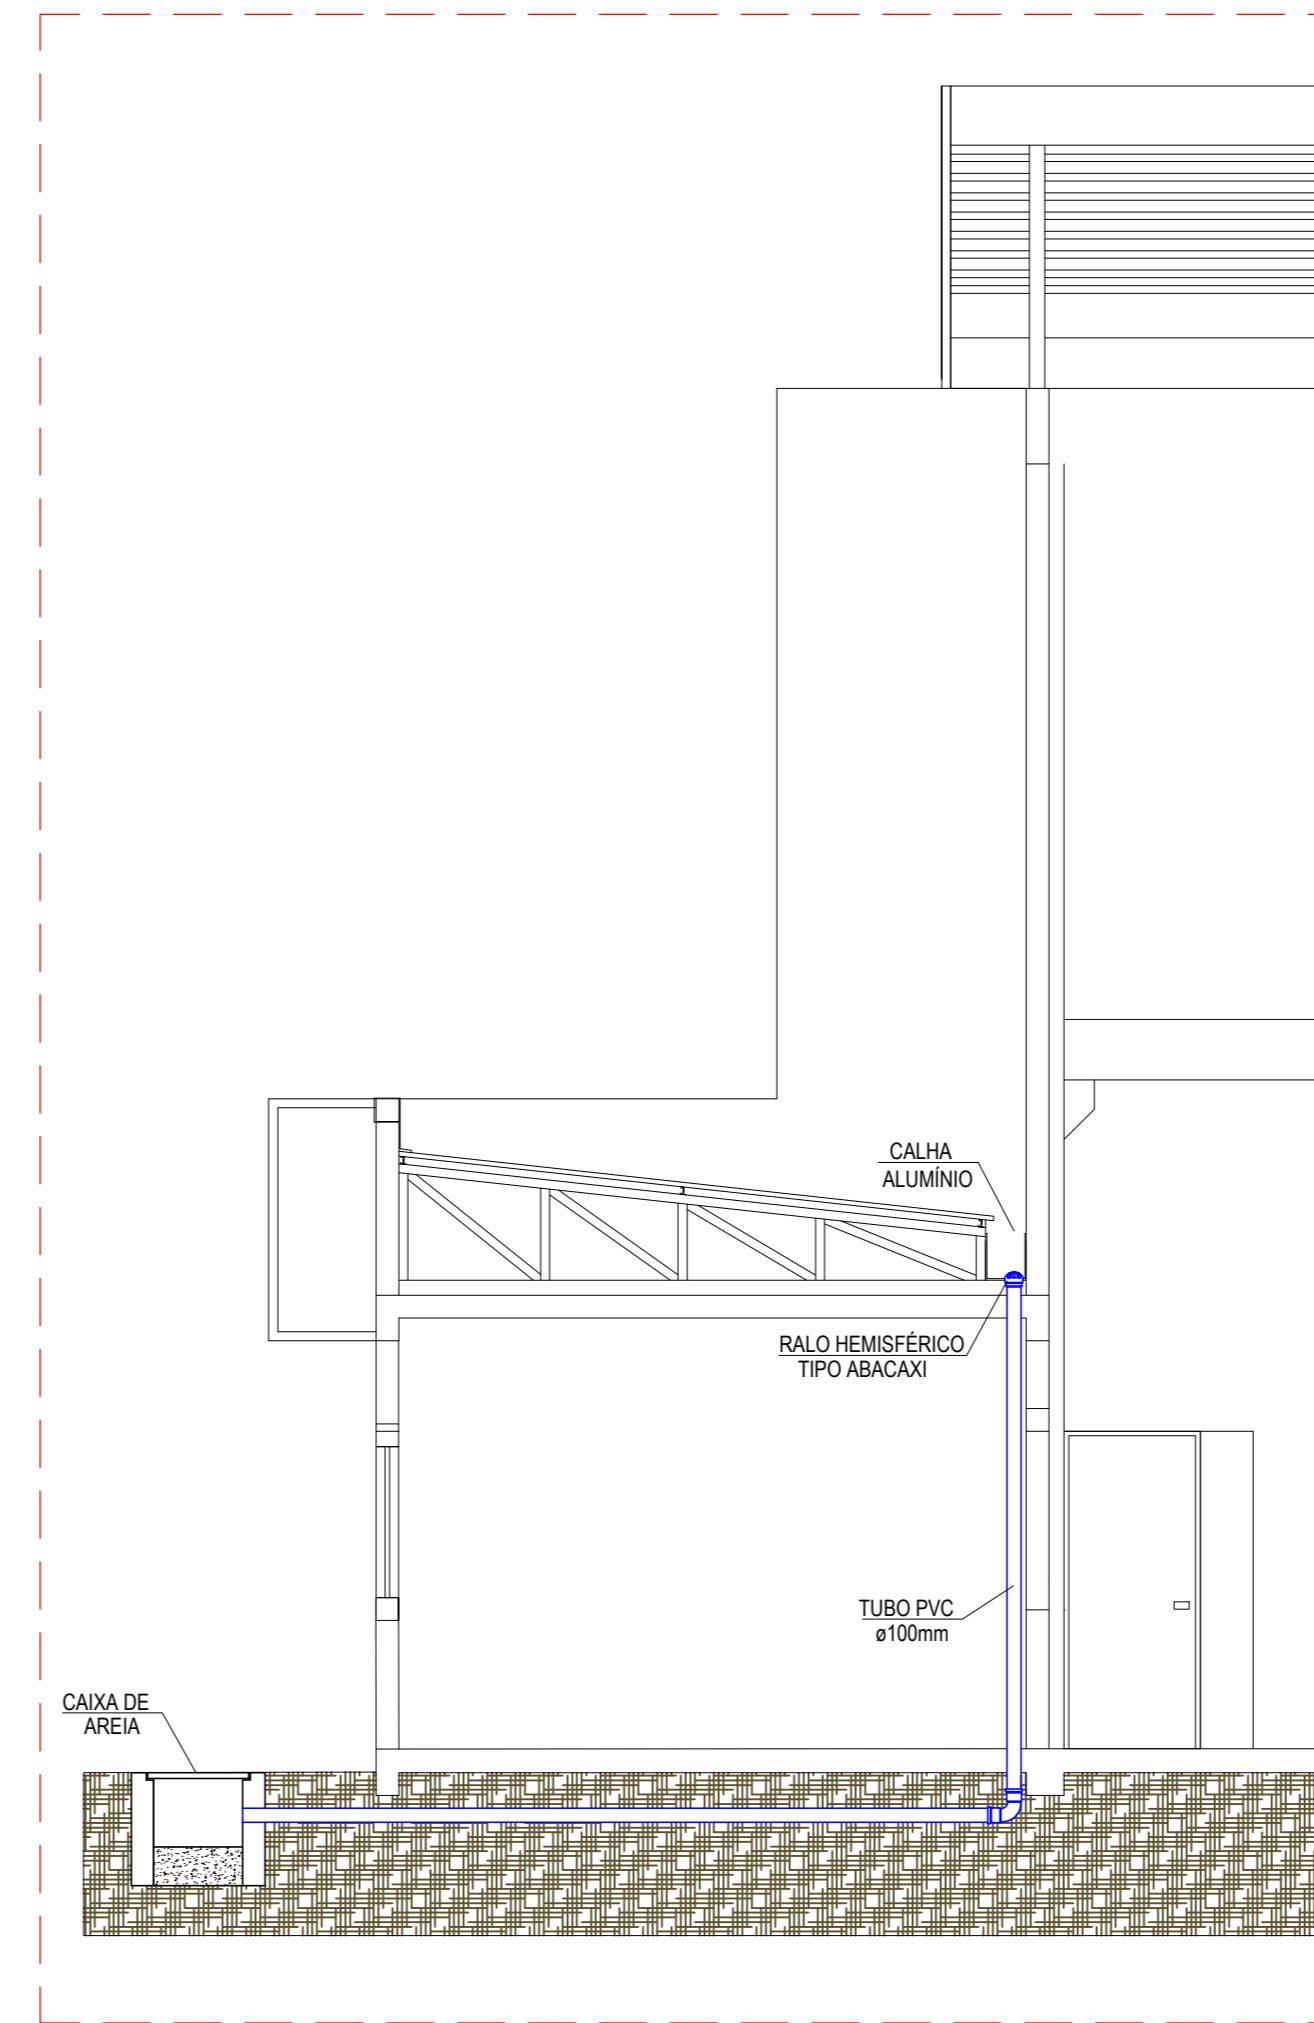 CALHA
ALUMÍNIO
RALO HEMISFÉRICO
TIPO ABACAXI
TUBO PVC
ø100mm
CAIXA DE
AREIA